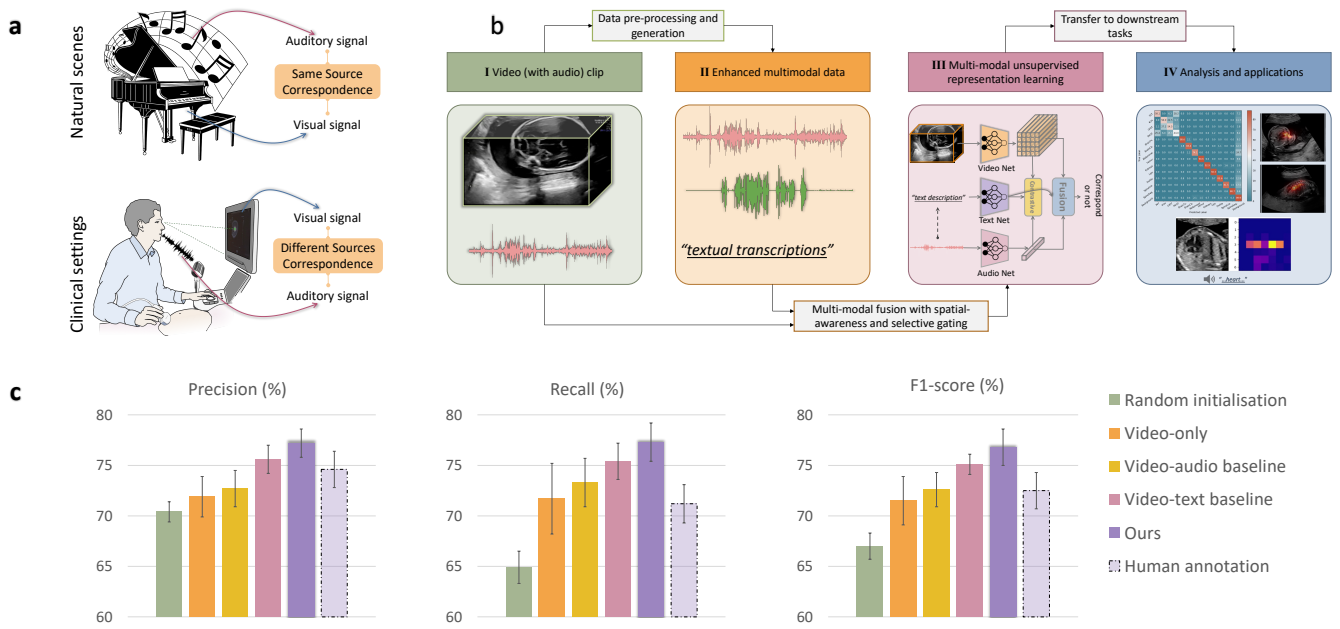 a
Natural scenes
Auditory signal
Same Source
Correspondence
Visual signal
Clinical settings
Visual signal
Different Sources
Correspondence
Auditory signal
b
Data pre-processing and
generation
Transfer to downstream
tasks
I Video (with audio) clip
II Enhanced multimodal data
III Multi-modal unsupervised
representation learning
IV Analysis and applications
"textual transcriptions"
Video Net
"text description"
Text Net
Audio Net
Contrastive
Fusion
Correspond
or not
"...heart..."
Multi-modal fusion with spatial-
awareness and selective gating
c
Precision (%)
80
75
70
65
60
Recall (%)
80
75
70
65
60
F1-score (%)
80
75
70
65
60
Random initialisation
Video-only
Video-audio baseline
Video-text baseline
Ours
Human annotation